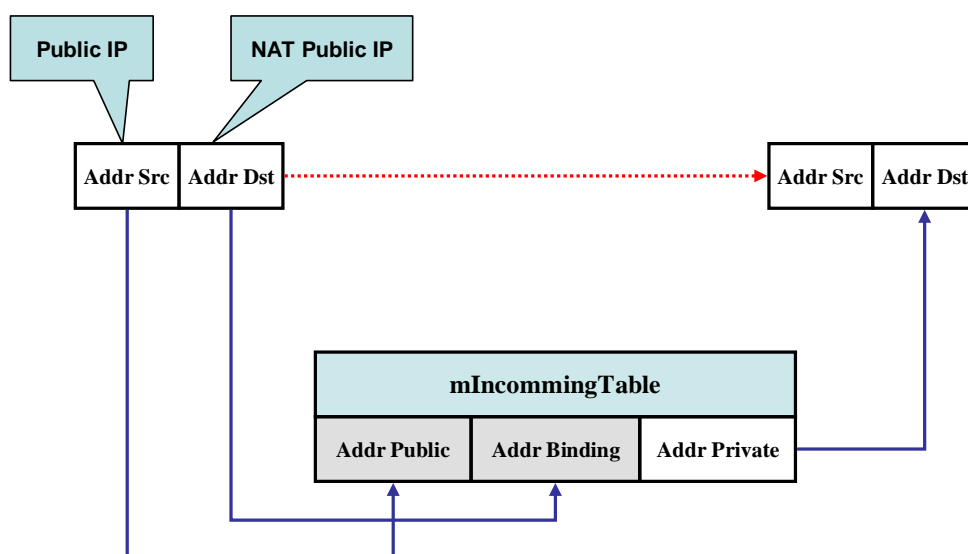 Public IP
NAT Public IP
Addr Src
Addr Dst
Addr Src
Addr Dst
mIncommingTable
Addr Public
Addr Binding
Addr Private